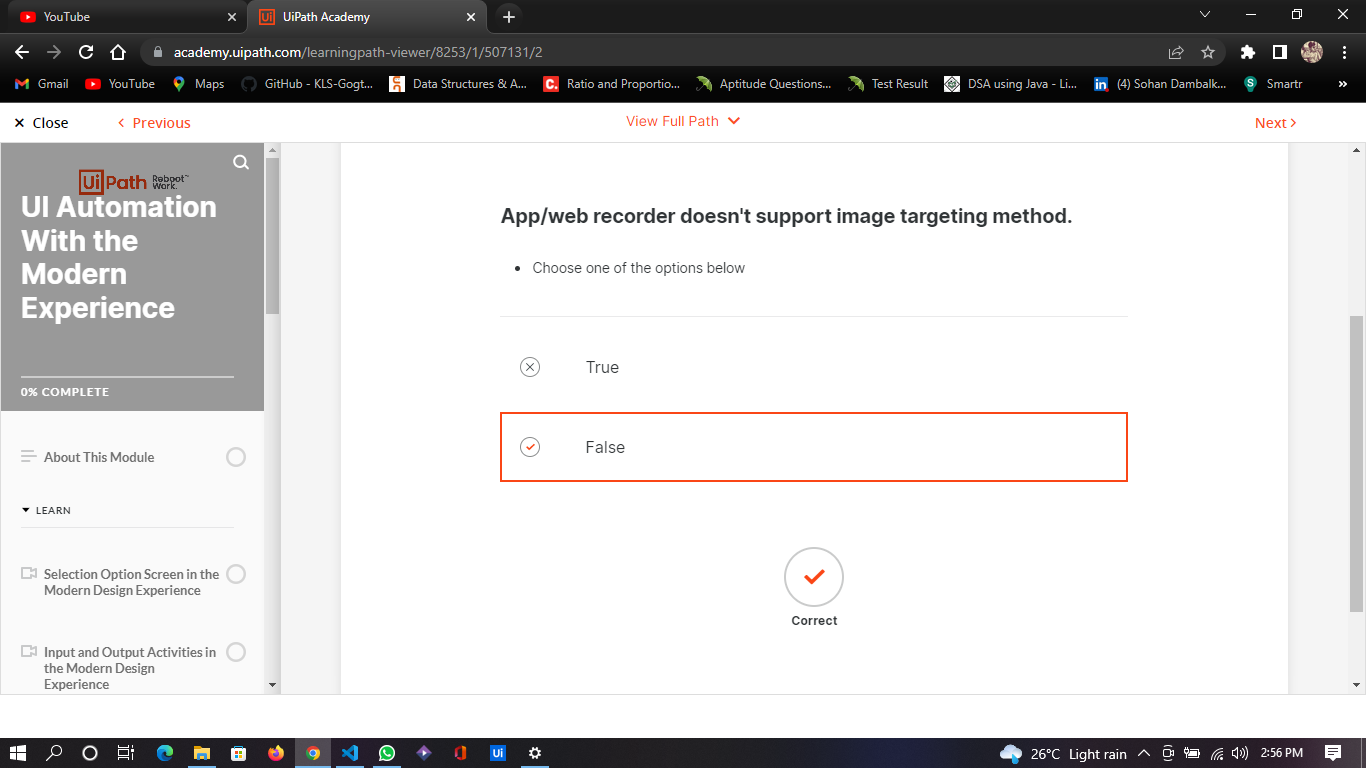 YouTube
UiPath Academy
academy.uipath.com/learningpath-viewer/8253/1/507131/2
Gmail YouTube Maps GitHub - KLS-Gogt... Data Structures & A... Ratio and Proportio... Aptitude Questions... Test Result DSA using Java - Li... (4) Sohan Dambalk... Smartr »
Close Previous View Full Path Next
UiPath Reboot Work.™
UI Automation
With the
Modern
Experience
0% COMPLETE
About This Module
LEARN
Selection Option Screen in the
Modern Design Experience
Input and Output Activities in
the Modern Design
Experience
App/web recorder doesn't support image targeting method.
• Choose one of the options below
True
False
Correct
Ui
26°C Light rain 2:56 PM